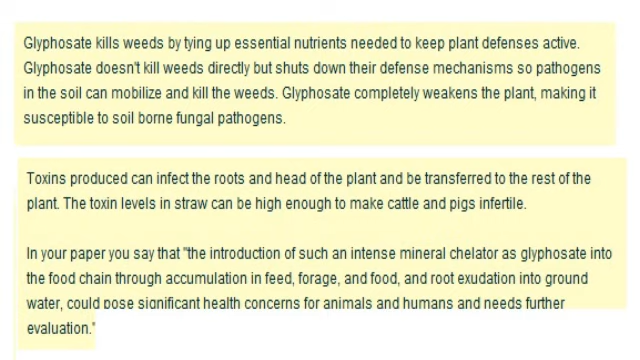 Glyphosate kills weeds by tying up essential nutrients needed to keep plant defenses active.
Glyphosate doesn't kill weeds directly but shuts down their defense mechanisms so pathogens
in the soil can mobilize and kill the weeds. Glyphosate completely weakens the plant, making it
susceptible to soil borne fungal pathogens.
Toxins produced can infect the roots and head of the plant and be transferred to the rest of the
plant. The toxin levels in straw can be high enough to make cattle and pigs infertile.
In your paper you say that "the introduction of such an intense mineral chelator as glyphosate into
the food chain through accumulation in feed, forage, and food, and root exudation into ground
water, could pose significant health concerns for animals and humans and needs further
evaluation."